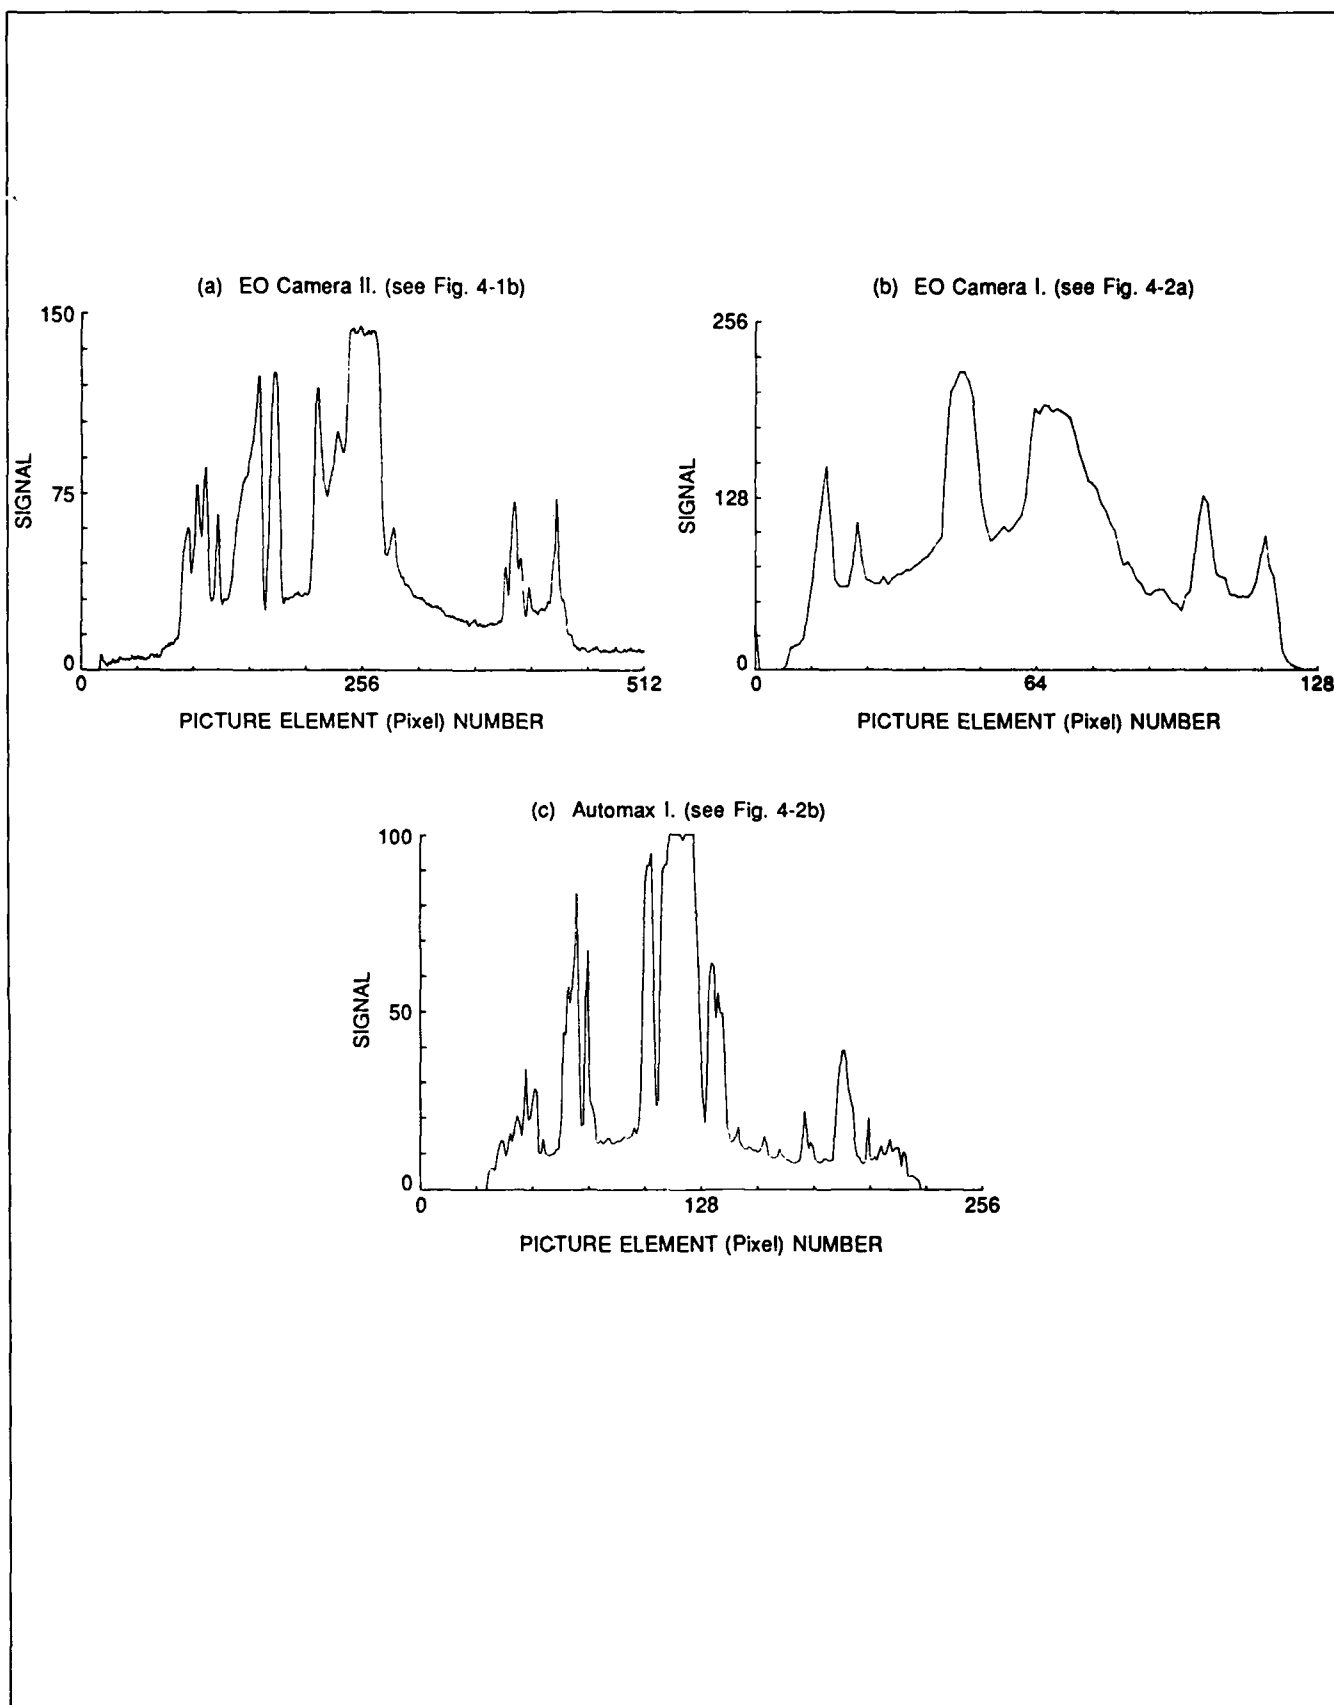 (a) EO Camera II. (see Fig. 4-1b)
150
75
0
SIGNAL
0 256 512
PICTURE ELEMENT (Pixel) NUMBER
(b) EO Camera I. (see Fig. 4-2a)
256
128
0
SIGNAL
0 64 128
PICTURE ELEMENT (Pixel) NUMBER
(c) Automax I. (see Fig. 4-2b)
100
50
0
SIGNAL
0 128 256
PICTURE ELEMENT (Pixel) NUMBER